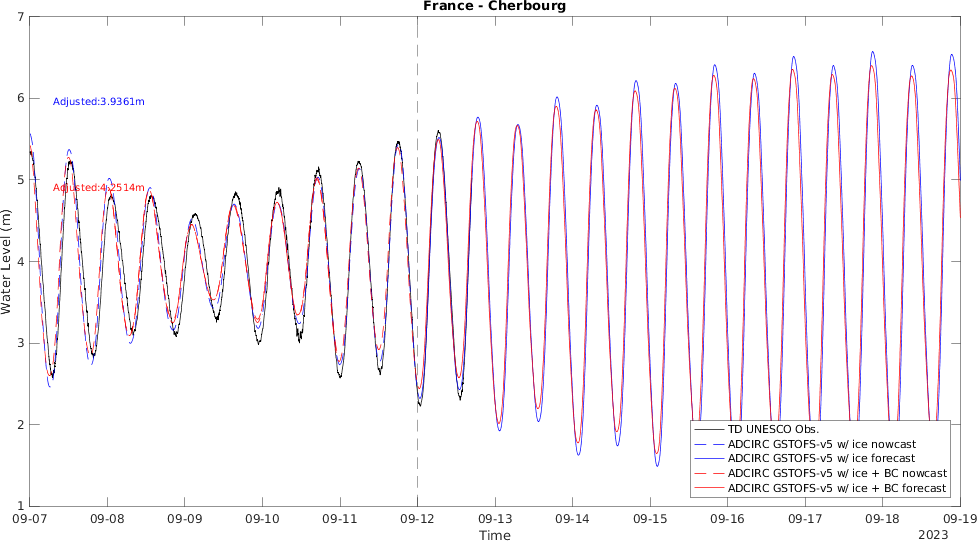 France - Cherbourg
7
6
5
4
3
2
1
Water Level (m)
Adjusted:3.9361m
Adjusted:4.2514m
TD UNESCO Obs.
ADCIRC GSTOFS-v5 w/ ice nowcast
ADCIRC GSTOFS-v5 w/ ice forecast
ADCIRC GSTOFS-v5 w/ ice + BC nowcast
ADCIRC GSTOFS-v5 w/ ice + BC forecast
09-07 09-08 09-09 09-10 09-11 09-12 09-13 09-14 09-15 09-16 09-17 09-18 09-19
Time
2023